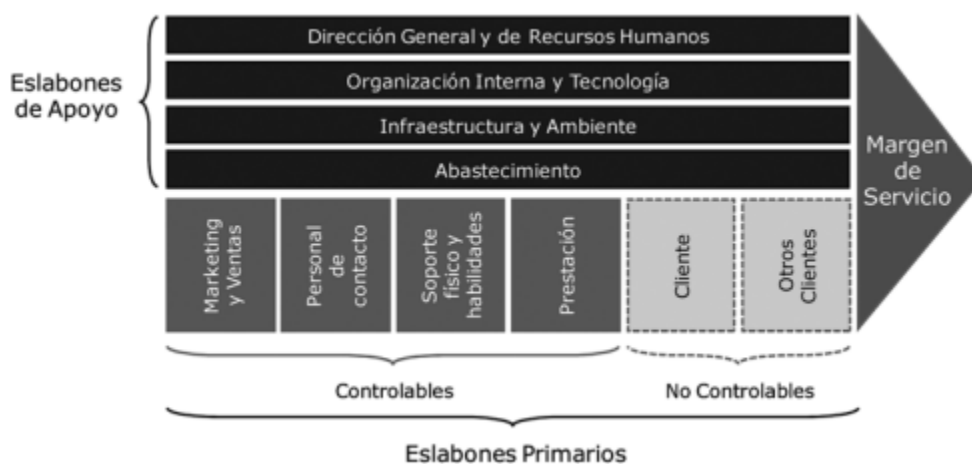 Eslabones
de Apoyo
Dirección General y de Recursos Humanos
Organización Interna y Tecnología
Infraestructura y Ambiente
Abastecimiento
Marketing
y Ventas
Personal
de
contacto
Soporte
físico y
habilidades
Prestación
Cliente
Otros
Clientes
Margen
de
Servicio
Controlables
No Controlables
Eslabones Primarios